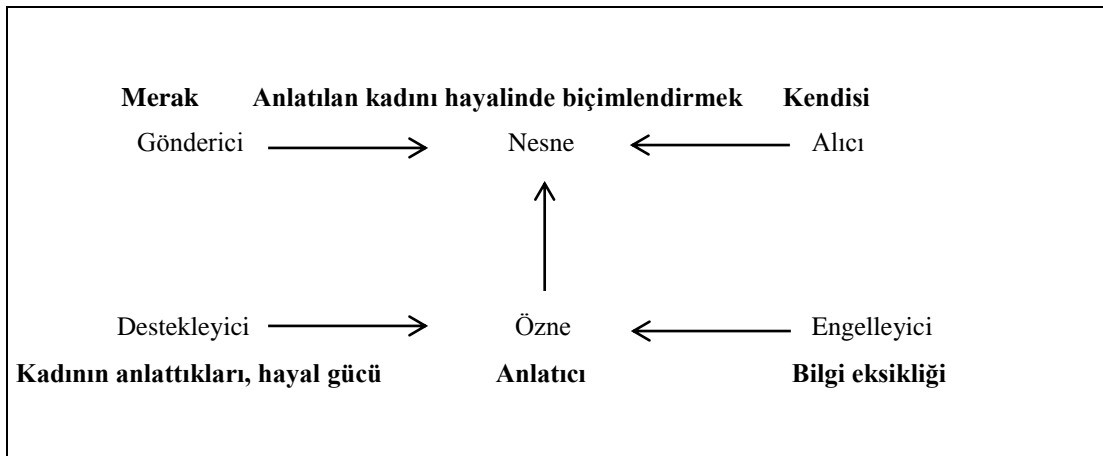 Merak Anlatılan kadını hayalinde biçimlendirmek Kendisi
Gönderici Nesne Alıcı
Destekleyici Özne Engelleyici
Kadının anlattıkları, hayal gücü Anlatıcı Bilgi eksikliği